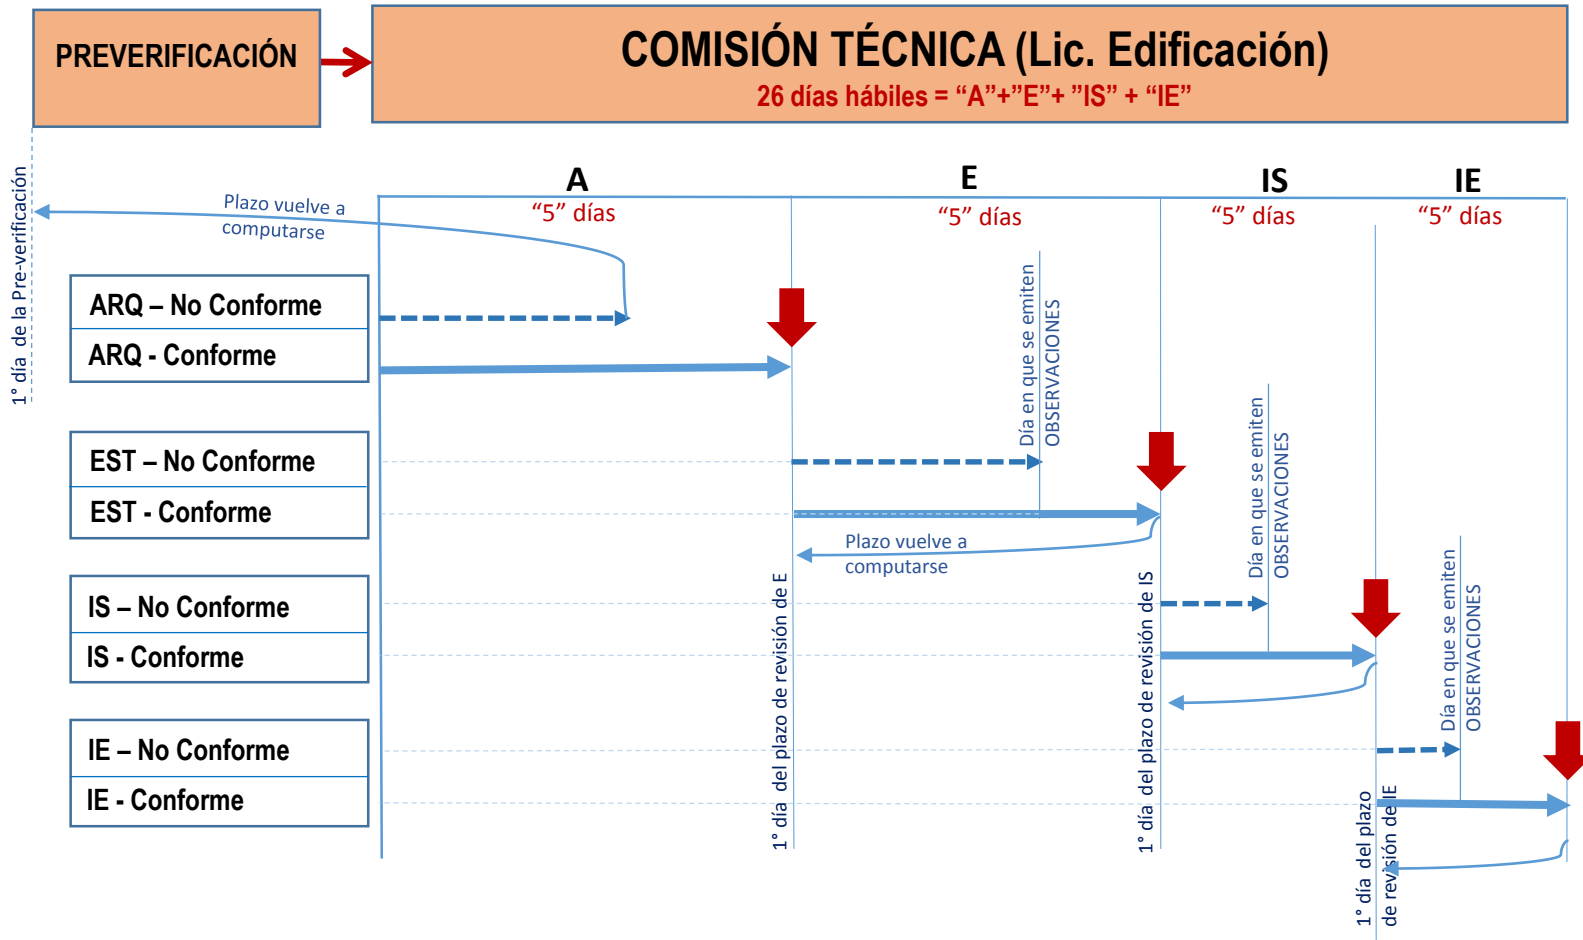 PREVERIFICACIÓN
COMISIÓN TÉCNICA (Lic. Edificación)
26 días hábiles = “A”+”E”+ ”IS” + “IE”
A
E
IS
IE
“5” días
“5” días
“5” días
“5” días
1° día de la Pre-verificación
Plazo vuelve a
computarse
ARQ – No Conforme
ARQ - Conforme
Día en que se emiten
OBSERVACIONES
EST – No Conforme
EST - Conforme
Plazo vuelve a
computarse
Día en que se emiten
OBSERVACIONES
1° día del plazo de revisión de E
1° día del plazo de revisión de IS
IS – No Conforme
IS - Conforme
Día en que se emiten
OBSERVACIONES
IE – No Conforme
IE - Conforme
1° día del plazo
de revisión de IE